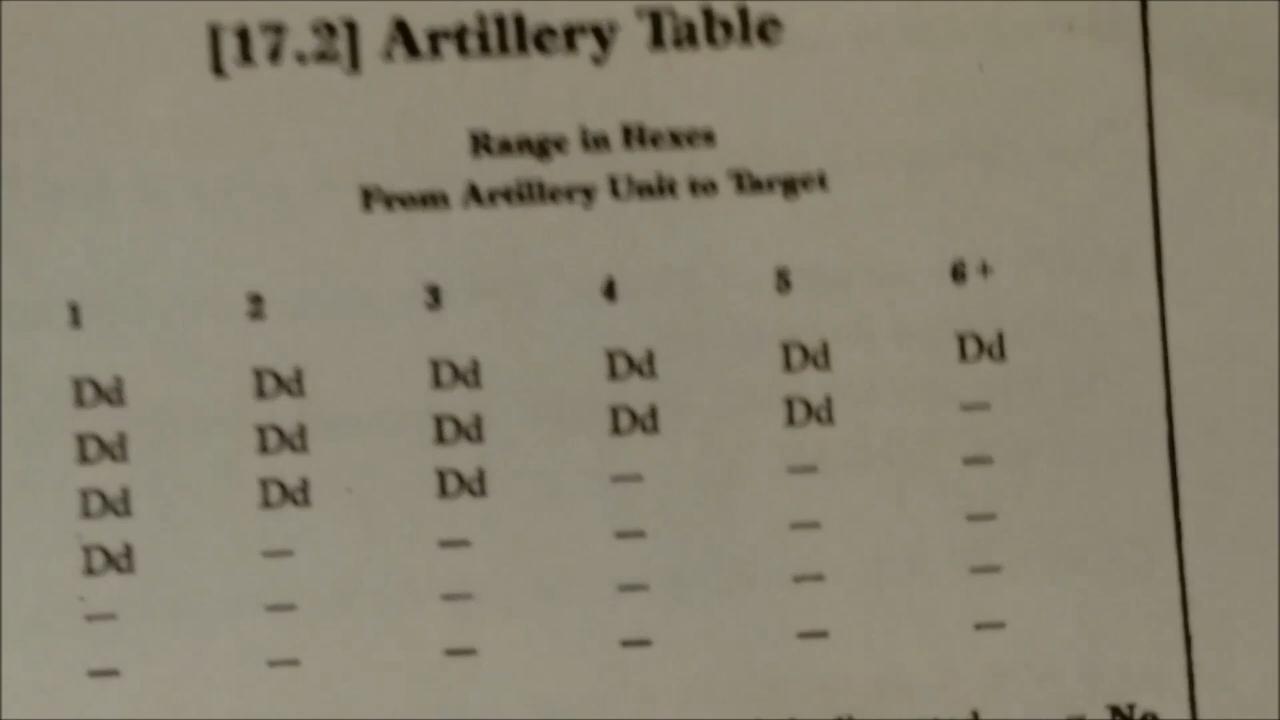 [17.2] Artillery Table
Range in Hexes
From Artillery Unit to Target
1 2 3 4 5 6 +
Dd Dd Dd Dd Dd Dd
Dd Dd Dd Dd Dd —
Dd Dd Dd — — —
Dd — — — — —
— — — — — —
— — — — — —
No